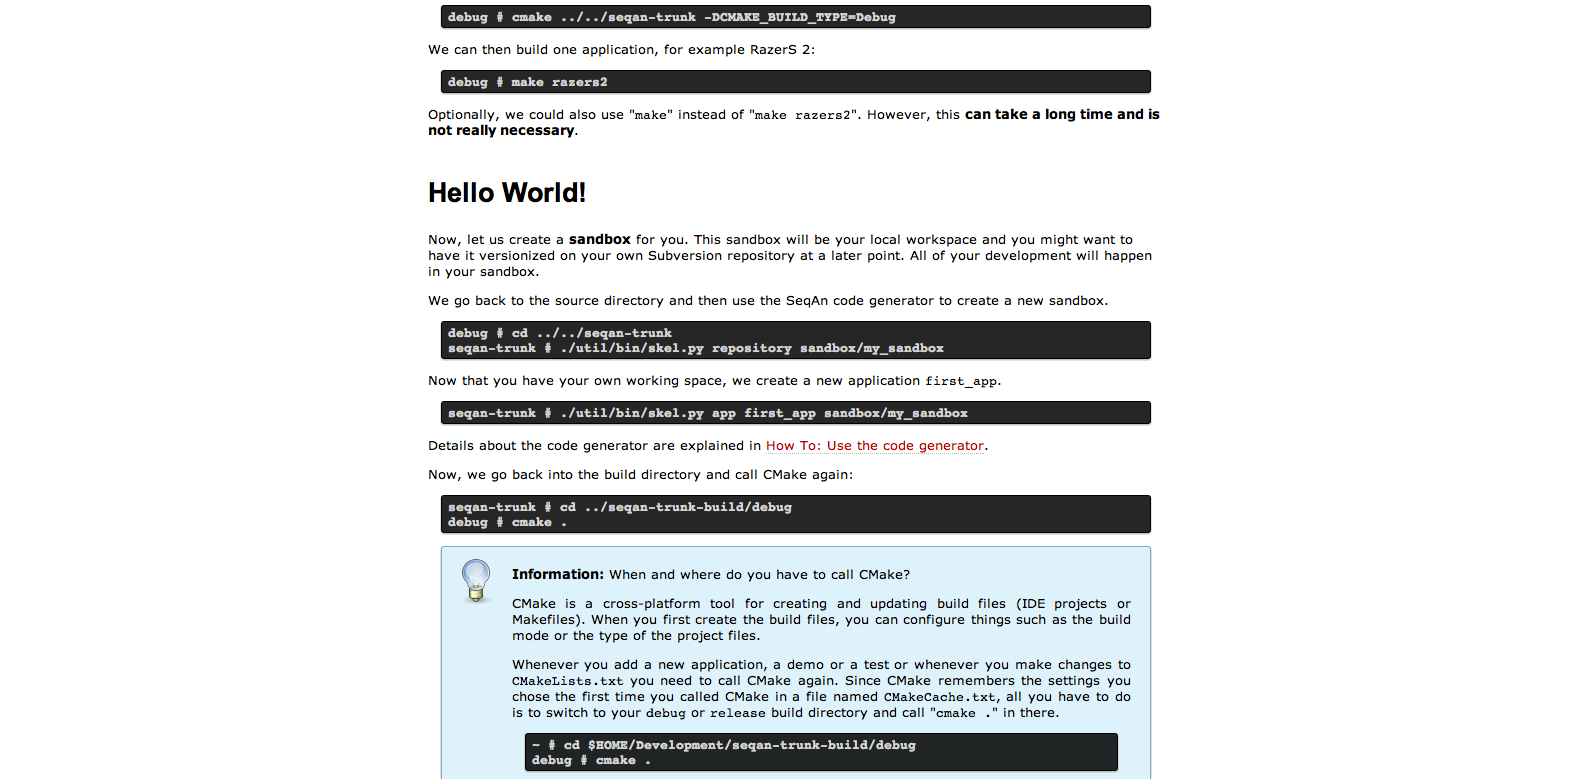 debug # cmake ../../seqan-trunk -DCMAKE_BUILD_TYPE=Debug
We can then build one application, for example RazerS 2:
debug # make razers2
Optionally, we could also use "make" instead of "make razers2". However, this can take a long time and is
not really necessary.
Hello World!
Now, let us create a sandbox for you. This sandbox will be your local workspace and you might want to
have it versionized on your own Subversion repository at a later point. All of your development will happen
in your sandbox.
We go back to the source directory and then use the SeqAn code generator to create a new sandbox.
debug # cd ../../seqan-trunk
seqan-trunk # ./util/bin/skel.py repository sandbox/my_sandbox
Now that you have your own working space, we create a new application first_app.
seqan-trunk # ./util/bin/skel.py app first_app sandbox/my_sandbox
Details about the code generator are explained in How To: Use the code generator.
Now, we go back into the build directory and call CMake again:
seqan-trunk # cd ../seqan-trunk-build/debug
debug # cmake .
Information: When and where do you have to call CMake?
CMake is a cross-platform tool for creating and updating build files (IDE projects or
Makefiles). When you first create the build files, you can configure things such as the build
mode or the type of the project files.
Whenever you add a new application, a demo or a test or whenever you make changes to
CMakeLists.txt you need to call CMake again. Since CMake remembers the settings you
chose the first time you called CMake in a file named CMakeCache.txt, all you have to do
is to switch to your debug or release build directory and call "cmake ." in there.
~ # cd $HOME/Development/seqan-trunk-build/debug
debug # cmake .